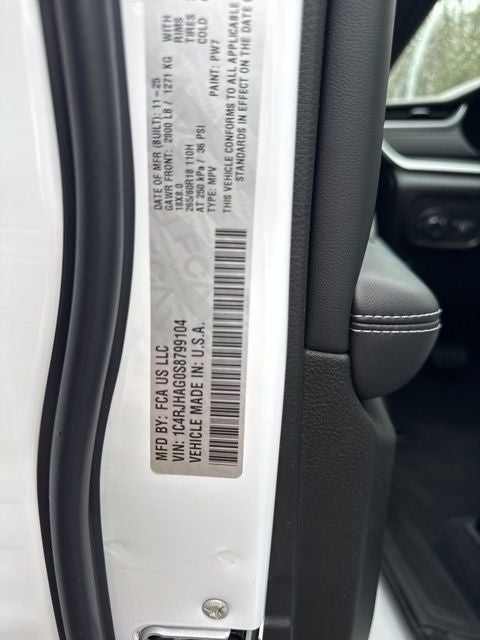 MFD BY: FCA US LLC
VIN: 1C4RJHAG0S8799104
VEHICLE MADE IN: U.S.A.
DATE OF MFR (BUILT): 11-25
GAWR FRONT: 2800 LB / 1271 KG WITH
18X8.0 RIMS
265/60R18 110H TIRES
AT 250 kPa / 36 PSI COLD
TYPE: MPV PAINT: PW7
THIS VEHICLE CONFORMS TO ALL APPLICABLE
STANDARDS IN EFFECT ON THE DATE O